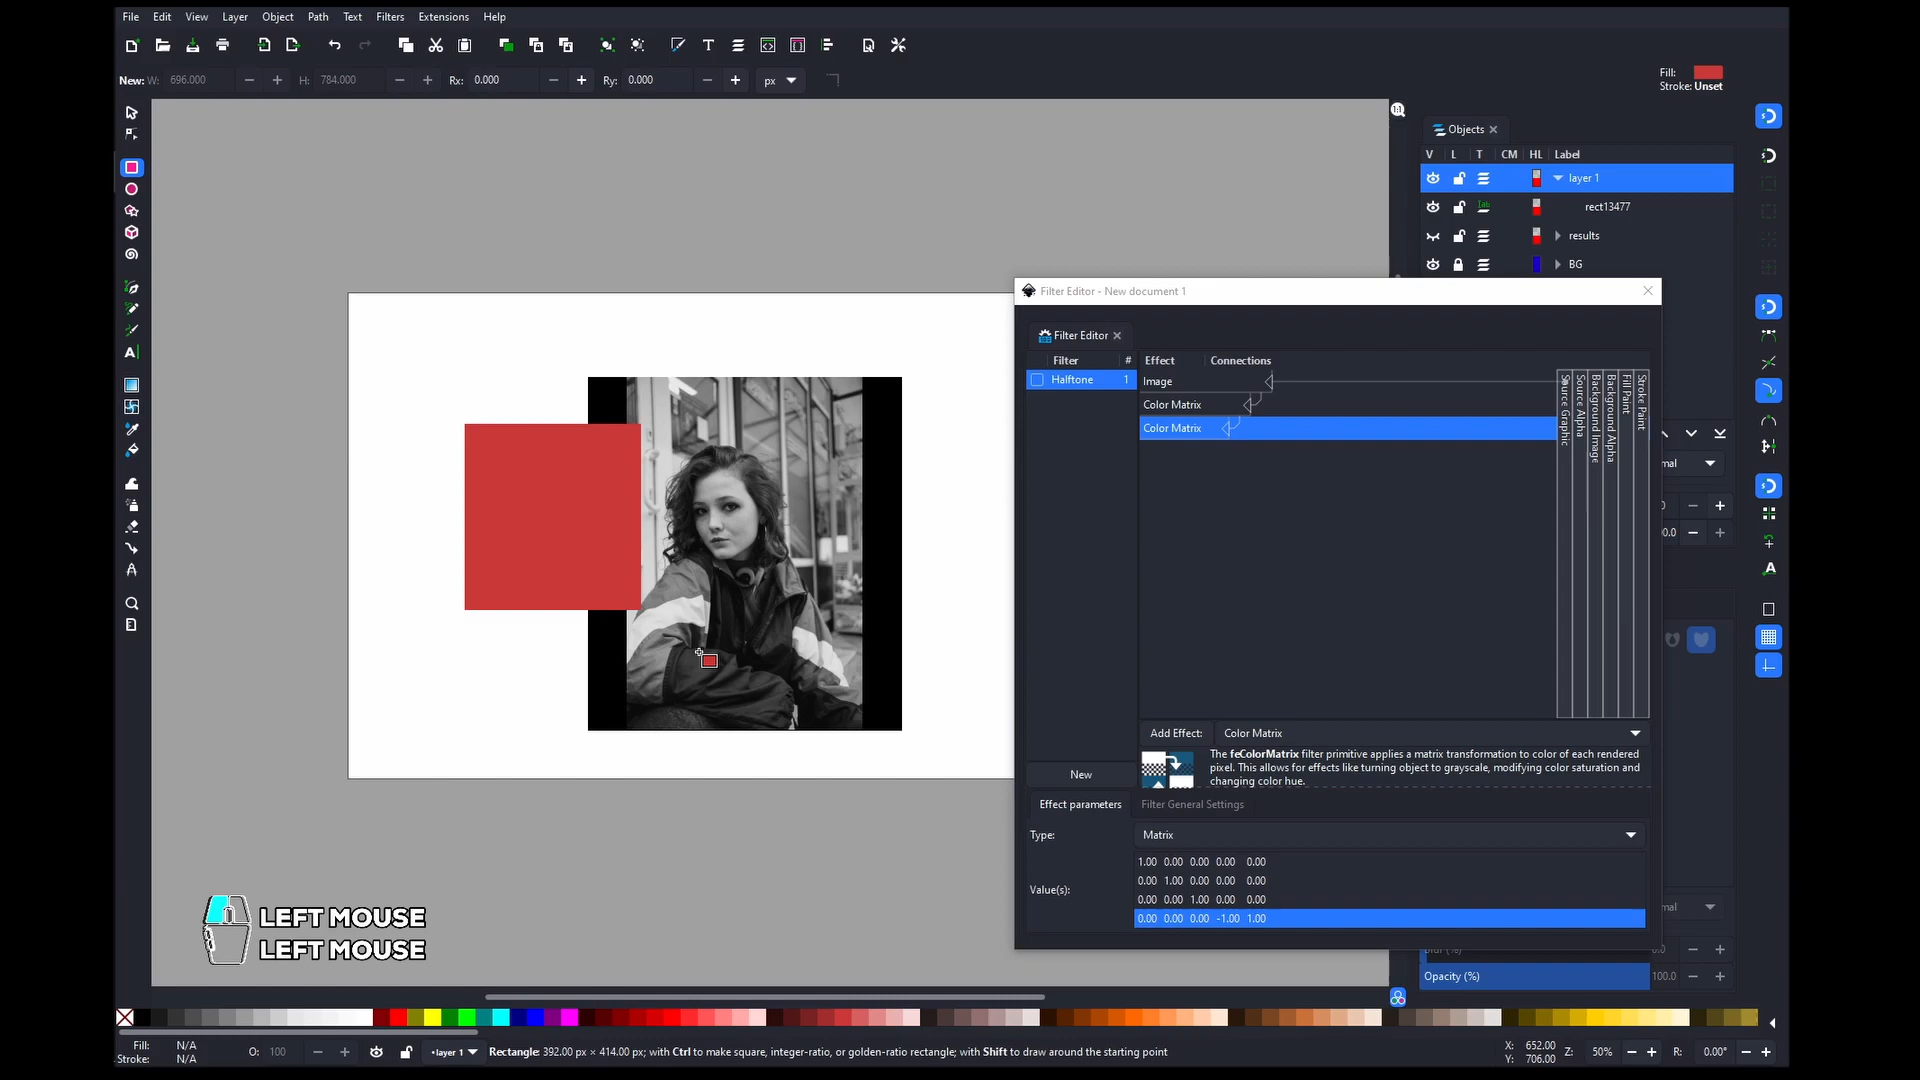 File Edit View Layer Object Path Text Filters Extensions Help
New: W: 696.000 H: 784.000 Rx: 0.000 Ry: 0.000 px
Fill:
Stroke: Unset
Objects
V L T CM HL Label
layer 1
rect13477
results
BG
Filter Editor - New document 1
Filter Editor
Filter #
Halftone 1
Effect Connections
Image
Color Matrix
Color Matrix
Source Graphic
Source Alpha
Background Image
Background Alpha
Fill Paint
Stroke Paint
Add Effect: Color Matrix
The feColorMatrix filter primitive applies a matrix transformation to color of each rendered
pixel. This allows for effects like turning object to grayscale, modifying color saturation and
changing color hue.
New
Effect parameters Filter General Settings
Type: Matrix
Value(s):
1.00 0.00 0.00 0.00 0.00
0.00 1.00 0.00 0.00 0.00
0.00 0.00 1.00 0.00 0.00
0.00 0.00 0.00 -1.00 1.00
Opacity (%) 100.0
LEFT MOUSE
LEFT MOUSE
Fill: N/A
Stroke: N/A
O: 100
layer 1
Rectangle: 392.00 px × 414.00 px; with Ctrl to make square, integer-ratio, or golden-ratio rectangle; with Shift to draw around the starting point
X: 652.00
Y: 706.00
Z: 50%
R: 0.00°